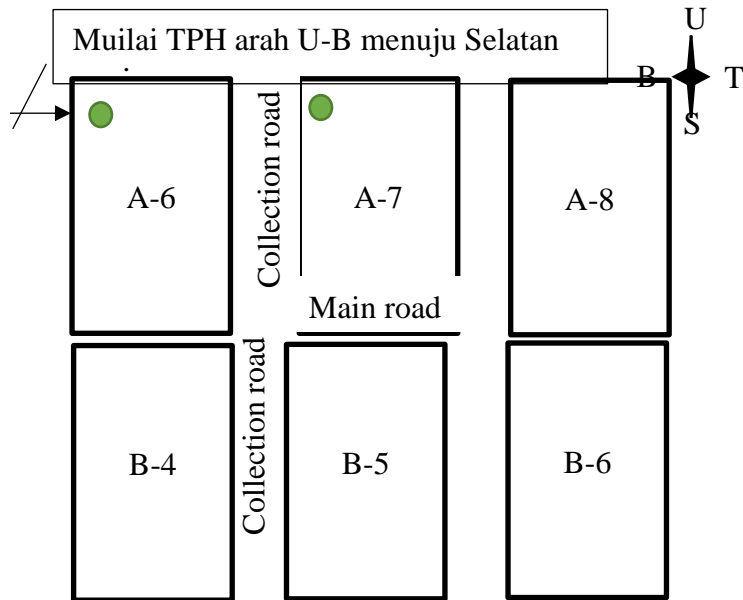 Muilai TPH arah U-B menuju Selatan
U
B
T
S
A-6
Collection road
A-7
A-8
Main road
B-4
Collection road
B-5
B-6